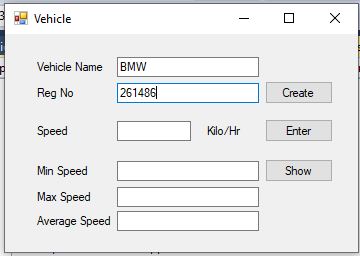 Vehicle
Vehicle Name BMW
Reg No 261486 Create
Speed Kilo/Hr Enter
Min Speed Show
Max Speed
Average Speed